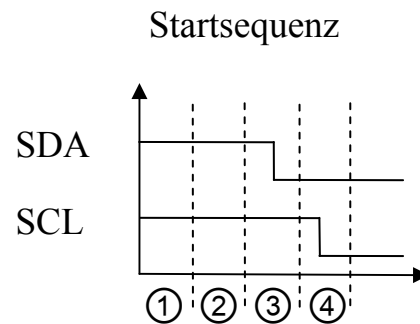 Startsequenz
SDA
SCL
① ② ③ ④